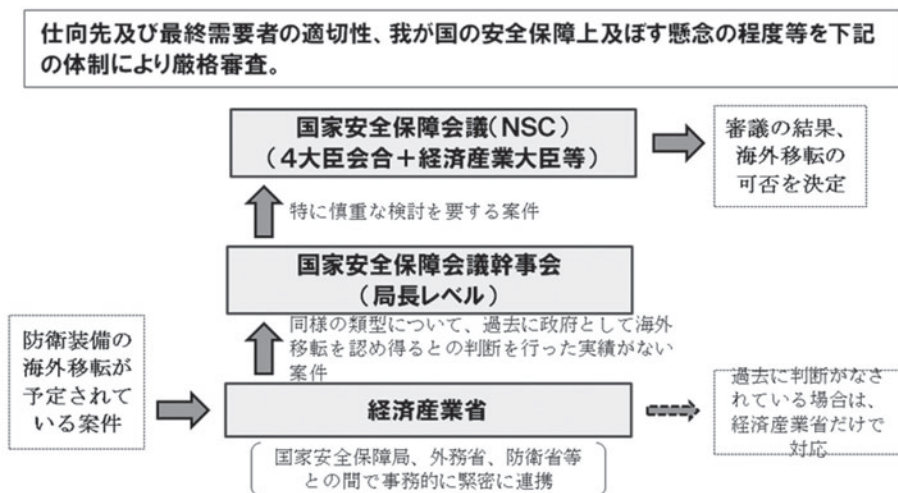 仕向先及び最終需要者の適切性、我が国の安全保障上及ぼす懸念の程度等を下記
の体制により厳格審査。
国家安全保障会議(NSC)
(4大臣会合+経済産業大臣等)
審議の結果、
海外移転の
可否を決定
特に慎重な検討を要する案件
国家安全保障会議幹事会
(局長レベル)
同様の類型について、過去に政府として海外
移転を認め得るとの判断を行った実績がない
案件
防衛装備の
海外移転が
予定されて
いる案件
経済産業省
過去に判断がなさ
れている場合は、
経済産業省だけで
対応
国家安全保障局、外務省、防衛省等
との間で事務的に緊密に連携